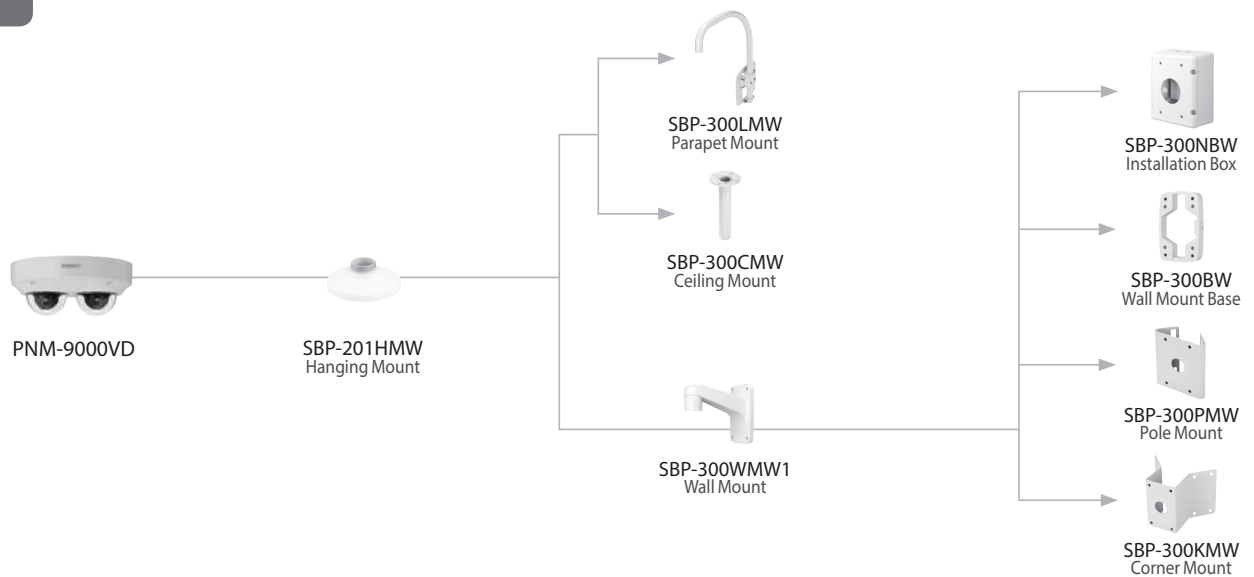 SBP-300LMW
Parapet Mount
SBP-300CMW
Ceiling Mount
PNM-9000VD
SBP-201HMW
Hanging Mount
SBP-300WMW1
Wall Mount
SBP-300NBW
Installation Box
SBP-300BW
Wall Mount Base
SBP-300PMW
Pole Mount
SBP-300KMW
Corner Mount